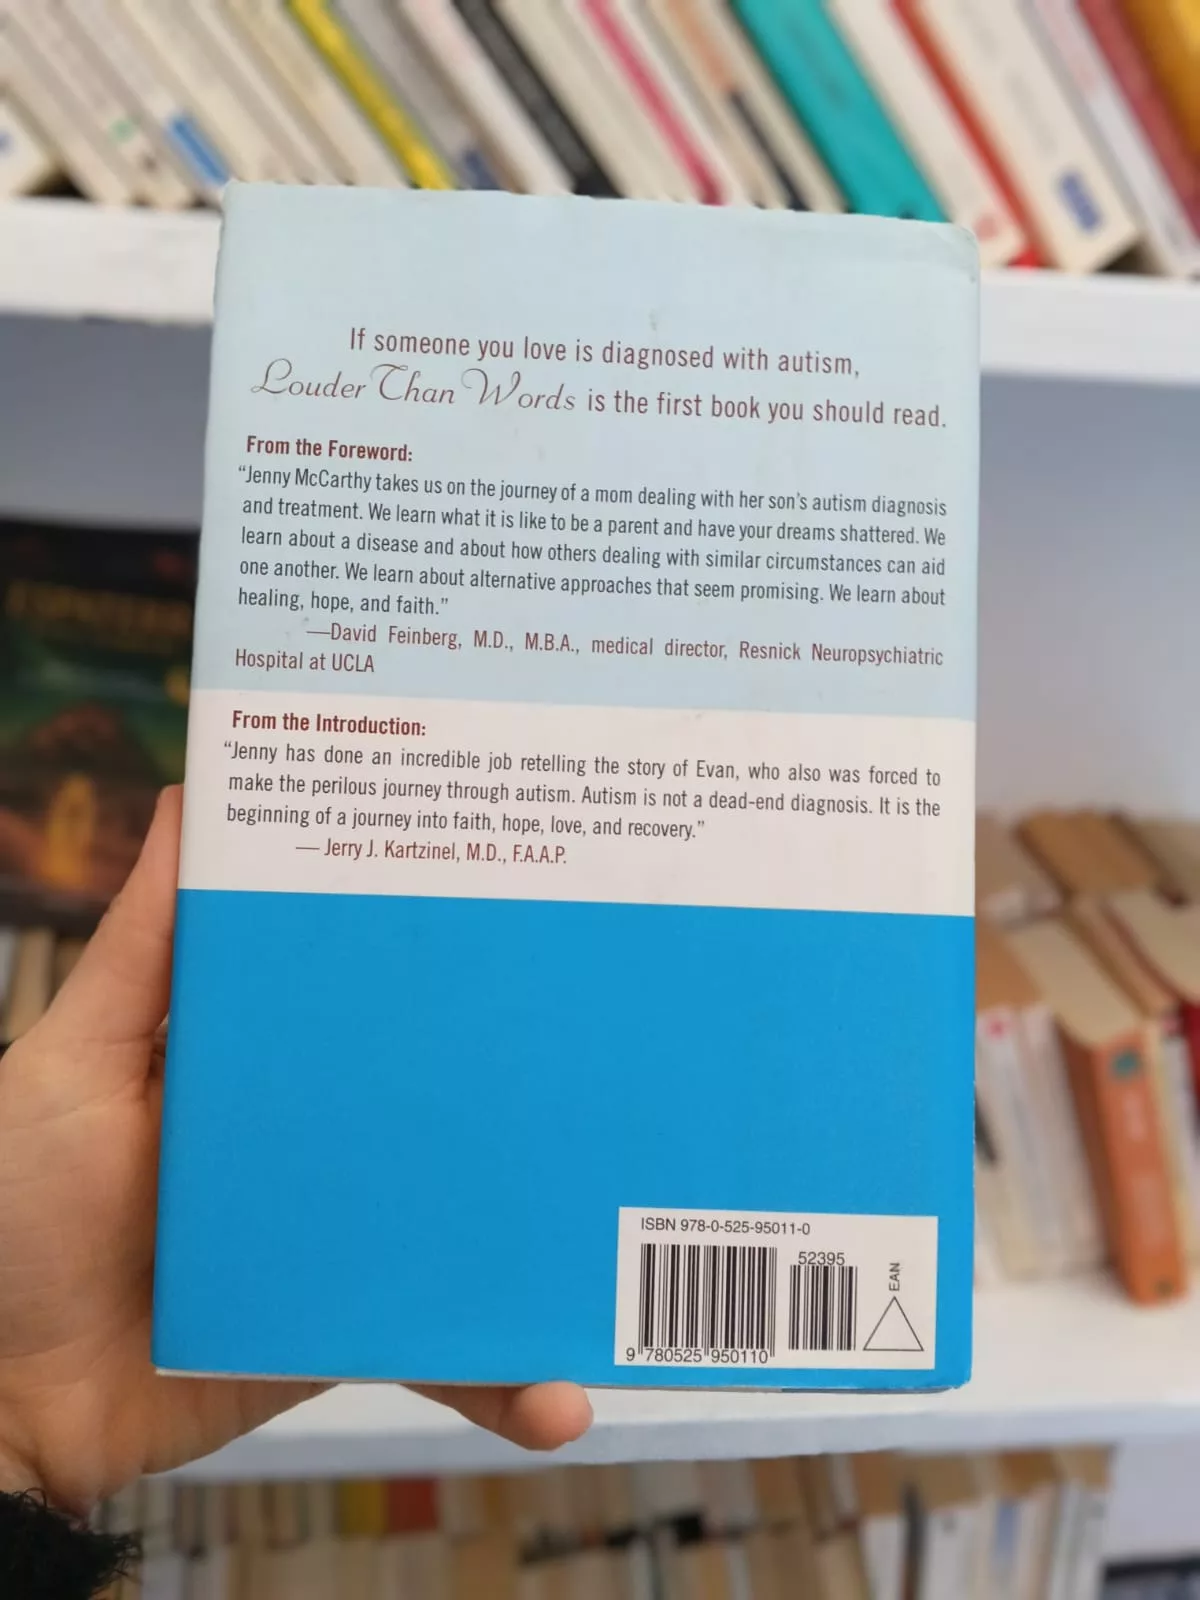 If someone you love is diagnosed with autism,
Louder Than Words is the first book you should read.
From the Foreword:
“Jenny McCarthy takes us on the journey of a mom dealing with her son’s autism diagnosis
and treatment. We learn what it is like to be a parent and have your dreams shattered. We
learn about a disease and about how others dealing with similar circumstances can aid
one another. We learn about alternative approaches that seem promising. We learn about
healing, hope, and faith.”
—David Feinberg, M.D., M.B.A., medical director, Resnick Neuropsychiatric
Hospital at UCLA
From the Introduction:
“Jenny has done an incredible job retelling the story of Evan, who also was forced to
make the perilous journey through autism. Autism is not a dead-end diagnosis. It is the
beginning of a journey into faith, hope, love, and recovery.”
— Jerry J. Kartzinel, M.D., F.A.A.P.
ISBN 978-0-525-95011-0
52395
EAN
9 780525 950110